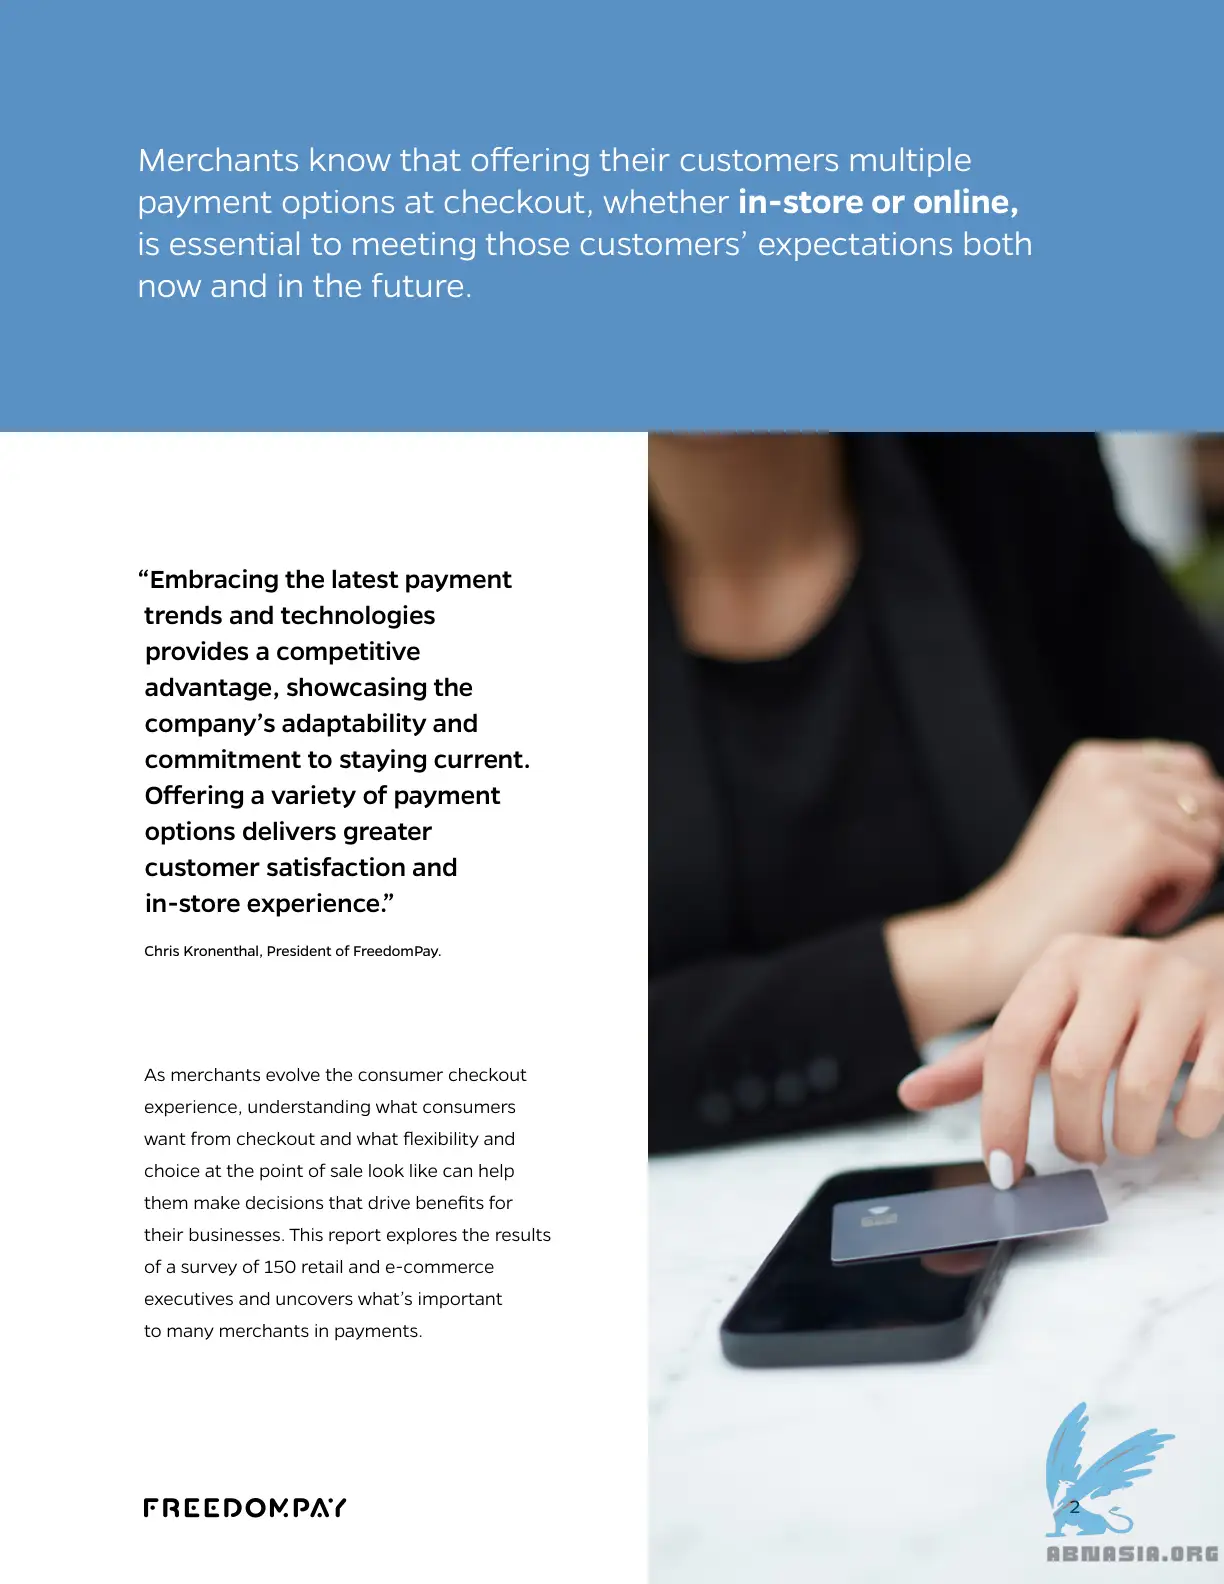 Merchants know that offering their customers multiple
payment options at checkout, whether in-store or online,
is essential to meeting those customers’ expectations both
now and in the future.
“Embracing the latest payment
trends and technologies
provides a competitive
advantage, showcasing the
company’s adaptability and
commitment to staying current.
Offering a variety of payment
options delivers greater
customer satisfaction and
in-store experience.”
Chris Kronenthal, President of FreedomPay.
As merchants evolve the consumer checkout
experience, understanding what consumers
want from checkout and what flexibility and
choice at the point of sale look like can help
them make decisions that drive benefits for
their businesses. This report explores the results
of a survey of 150 retail and e-commerce
executives and uncovers what’s important
to many merchants in payments.
FREEDOMPAY
2
ABNASIA.ORG